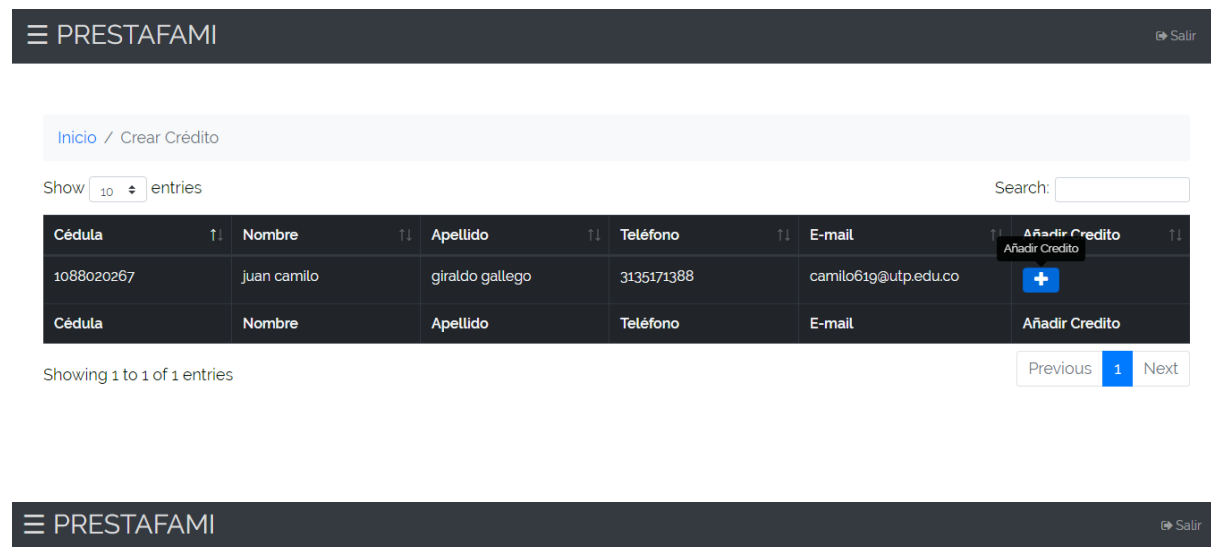 ☰ PRESTAFAMI Salir
Inicio / Crear Crédito
Show 10 entries Search:
Cédula Nombre Apellido Teléfono E-mail Añadir Credito
Añadir Credito
1088020267 juan camilo giraldo gallego 3135171388 camilo619@utp.edu.co
Cédula Nombre Apellido Teléfono E-mail Añadir Credito
Showing 1 to 1 of 1 entries Previous 1 Next
☰ PRESTAFAMI Salir